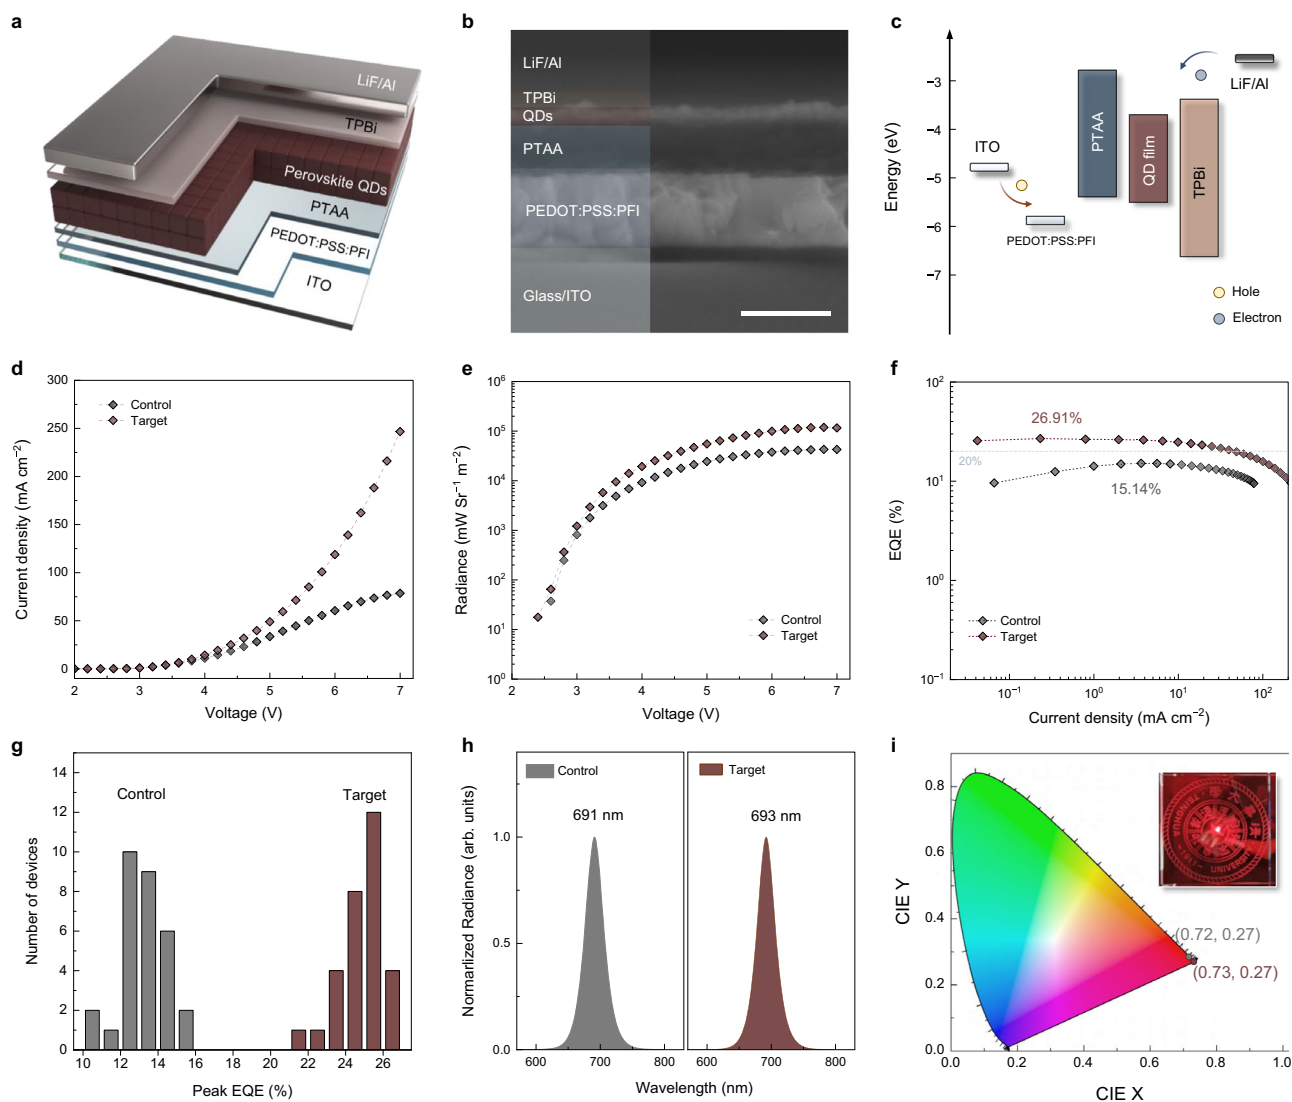 a
LiF/Al
TPBi
Perovskite QDs
PTAA
PEDOT:PSS:PFI
ITO
b
LiF/Al
TPBi
QDs
PTAA
PEDOT:PSS:PFI
Glass/ITO
c
Energy (eV)
−3
−4
−5
−6
−7
ITO
PEDOT:PSS:PFI
PTAA
QD film
TPBi
LiF/Al
Hole
Electron
d
Current density (mA cm⁻²)
300
250
200
150
100
50
0
Control
Target
2 3 4 5 6 7
Voltage (V)
e
Radiance (mW Sr⁻¹ m⁻²)
10⁶
10⁵
10⁴
10³
10²
10¹
10⁰
Control
Target
2 3 4 5 6 7
Voltage (V)
f
EQE (%)
10²
10¹
10⁰
10⁻¹
26.91%
20%
15.14%
Control
Target
10⁻¹ 10⁰ 10¹ 10²
Current density (mA cm⁻²)
g
Number of devices
14
12
10
8
6
4
2
0
Control
Target
10 12 14 16 18 20 22 24 26
Peak EQE (%)
h
Normarlized Radiance (arb. units)
1.0
0.5
0.0
Control
691 nm
Target
693 nm
600 700 800
600 700 800
Wavelength (nm)
i
CIE Y
0.8
0.6
0.4
0.2
0.0
(0.72, 0.27)
(0.73, 0.27)
UNIVERSITY
0.0 0.2 0.4 0.6 0.8 1.0
CIE X